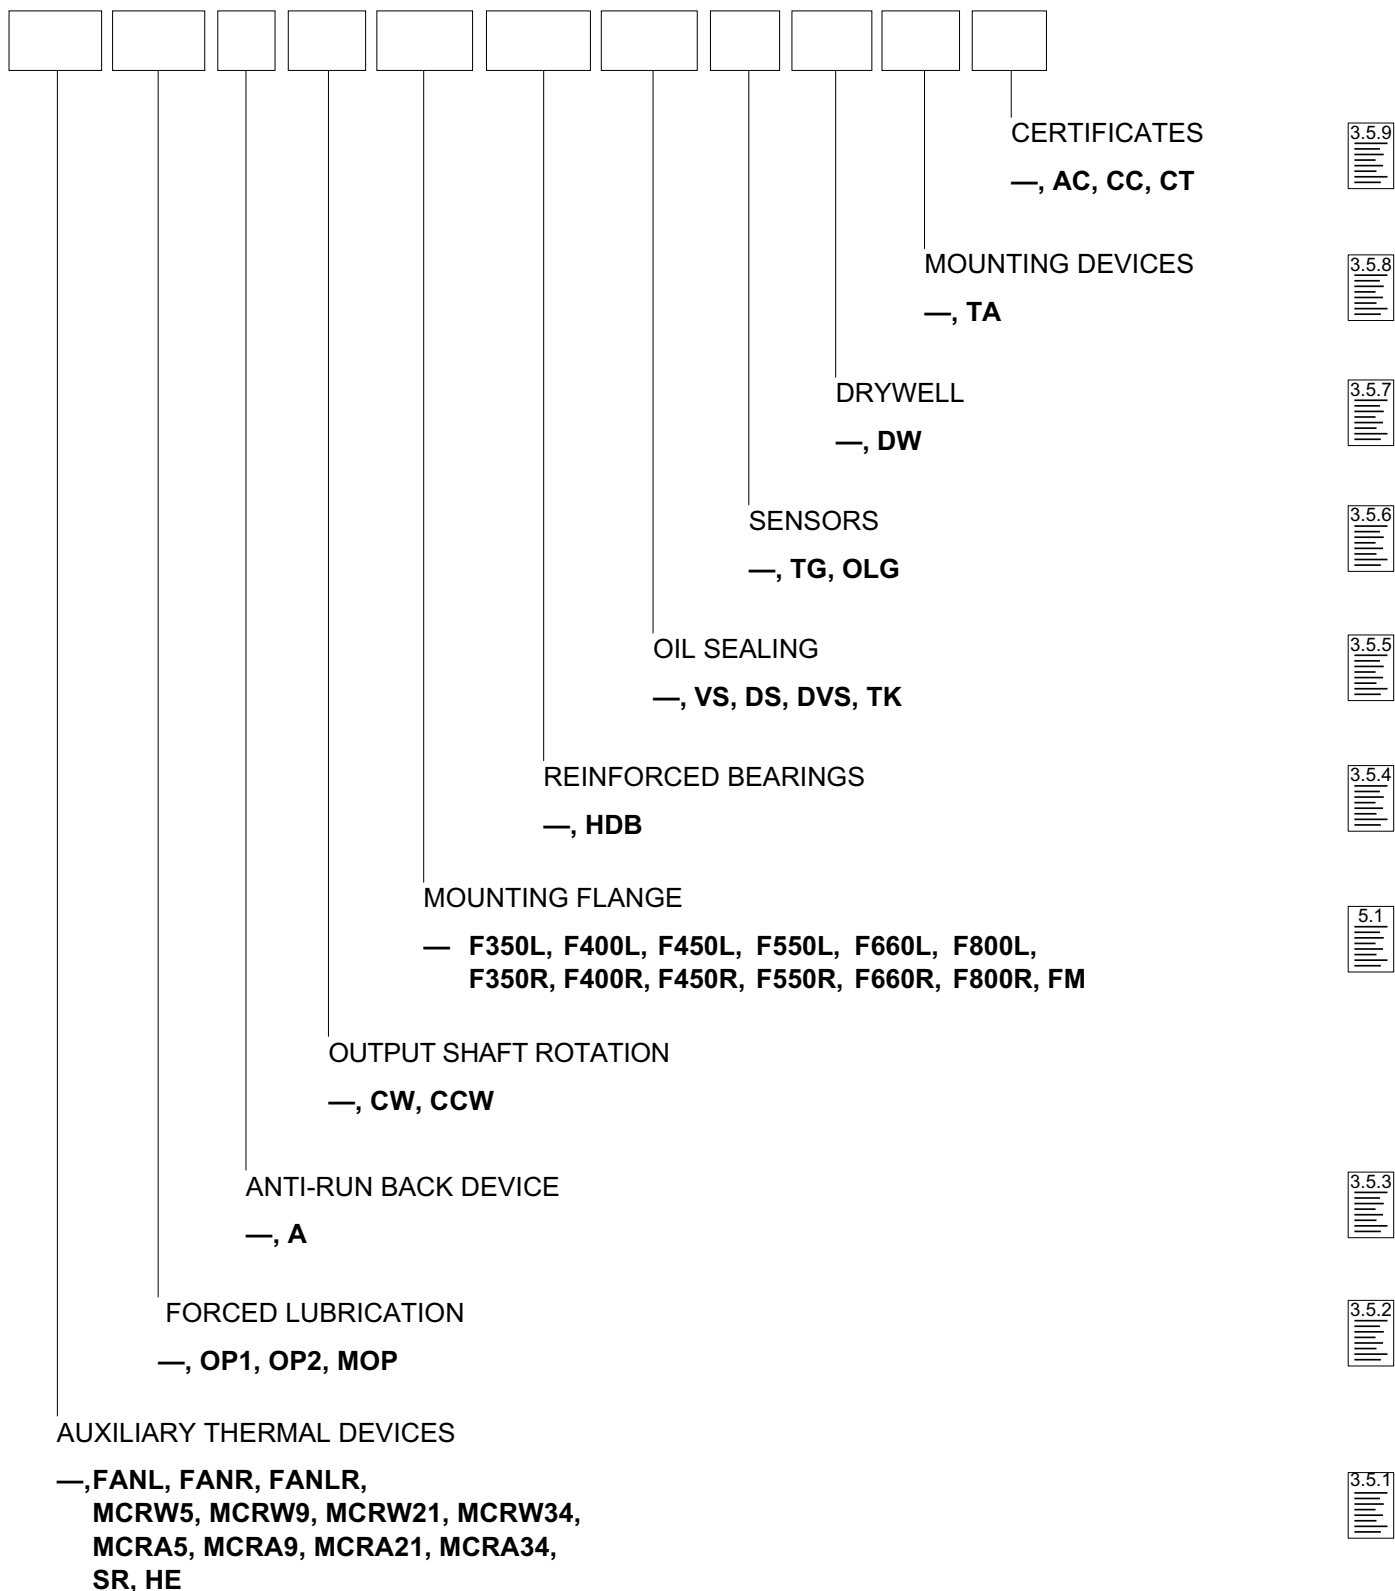 CERTIFICATES
3.5.9
—, AC, CC, CT
MOUNTING DEVICES
3.5.8
—, TA
DRYWELL
3.5.7
—, DW
SENSORS
3.5.6
—, TG, OLG
OIL SEALING
3.5.5
—, VS, DS, DVS, TK
REINFORCED BEARINGS
3.5.4
—, HDB
MOUNTING FLANGE
5.1
— F350L, F400L, F450L, F550L, F660L, F800L,
F350R, F400R, F450R, F550R, F660R, F800R, FM
OUTPUT SHAFT ROTATION
—, CW, CCW
ANTI-RUN BACK DEVICE
3.5.3
—, A
FORCED LUBRICATION
3.5.2
—, OP1, OP2, MOP
AUXILIARY THERMAL DEVICES
3.5.1
—,FANL, FANR, FANLR,
MCRW5, MCRW9, MCRW21, MCRW34,
MCRA5, MCRA9, MCRA21, MCRA34,
SR, HE